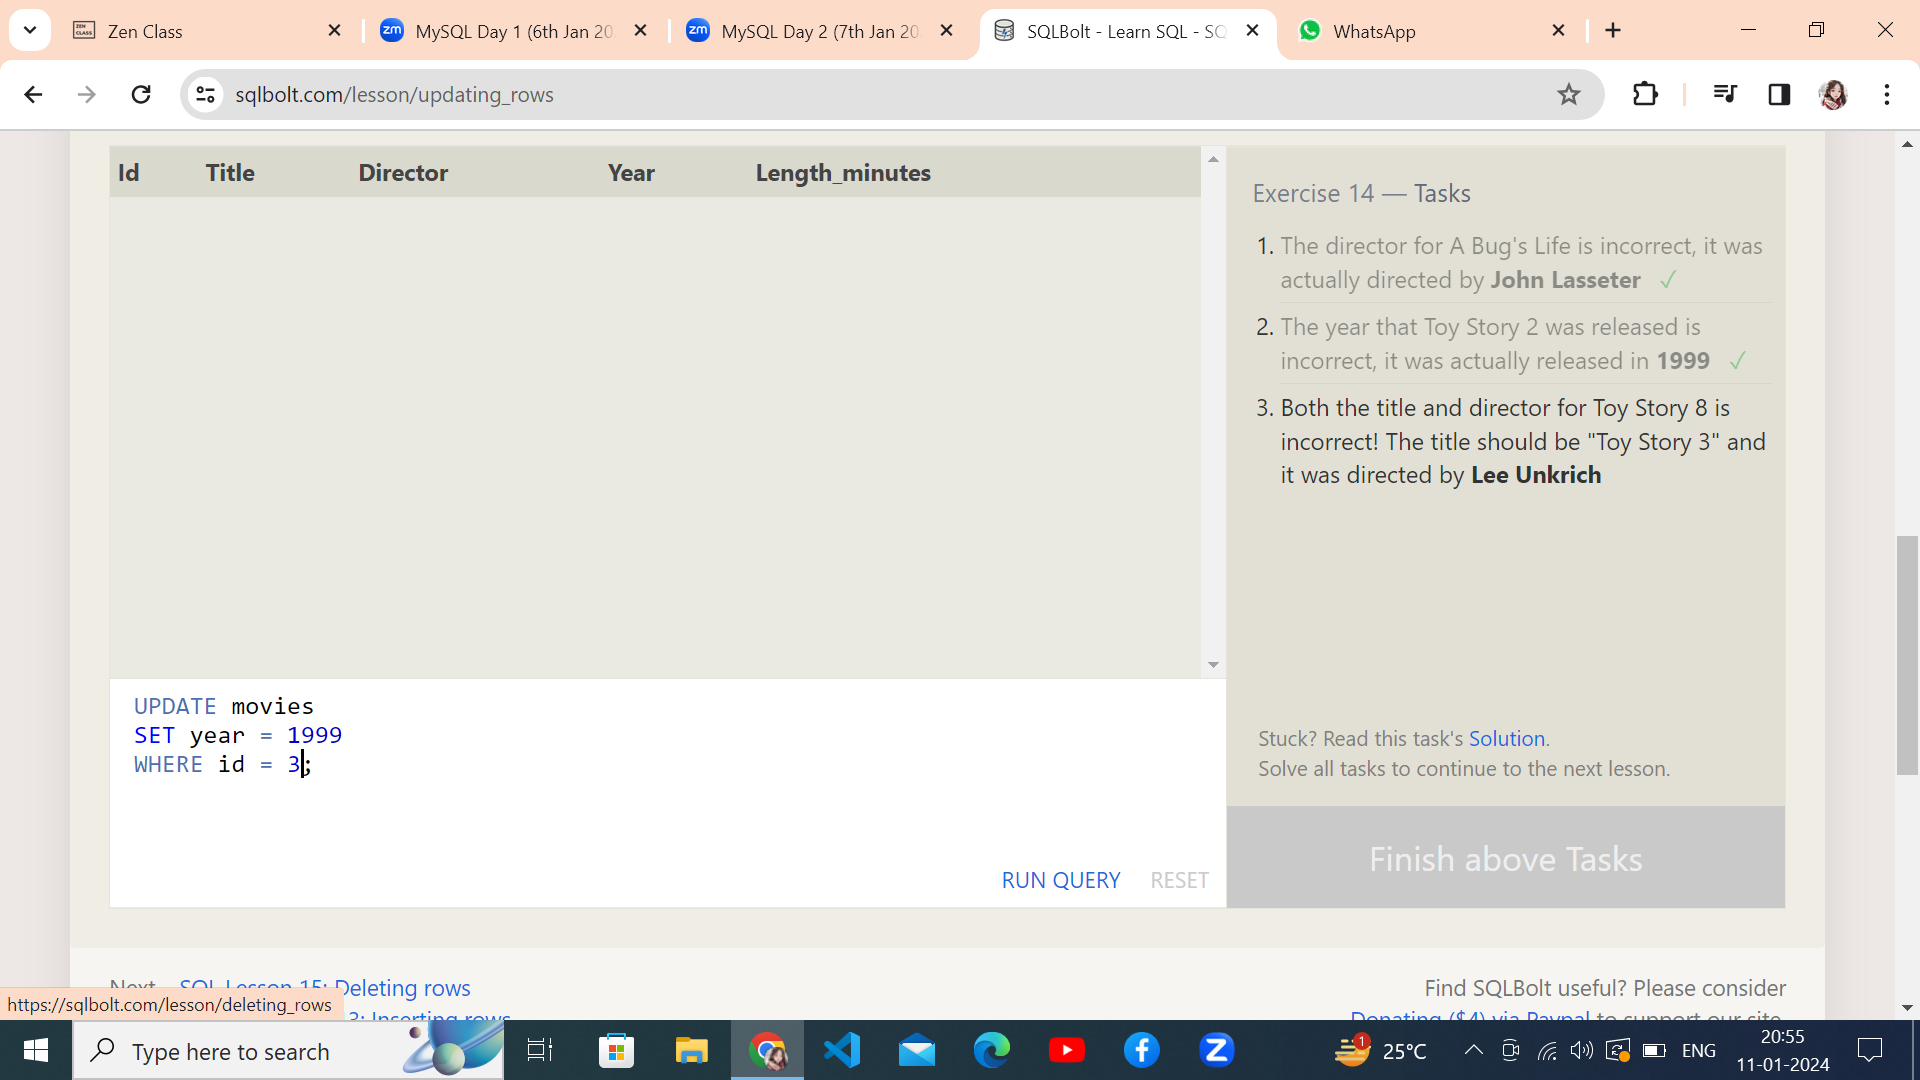 Zen Class
MySQL Day 1 (6th Jan 20
MySQL Day 2 (7th Jan 20
SQLBolt - Learn SQL - SQ
WhatsApp
sqlbolt.com/lesson/updating_rows
Id Title Director Year Length_minutes
Exercise 14 — Tasks
1. The director for A Bug's Life is incorrect, it was
actually directed by John Lasseter ✓
2. The year that Toy Story 2 was released is
incorrect, it was actually released in 1999 ✓
3. Both the title and director for Toy Story 8 is
incorrect! The title should be "Toy Story 3" and
it was directed by Lee Unkrich
UPDATE movies
SET year = 1999
WHERE id = 3;
RUN QUERY RESET
Stuck? Read this task's Solution.
Solve all tasks to continue to the next lesson.
Finish above Tasks
Next – SQL Lesson 15: Deleting rows
3: Inserting rows
Find SQLBolt useful? Please consider
Donating ($4) via Paypal to support our site.
https://sqlbolt.com/lesson/deleting_rows
Type here to search
1
25°C
ENG
20:55
11-01-2024